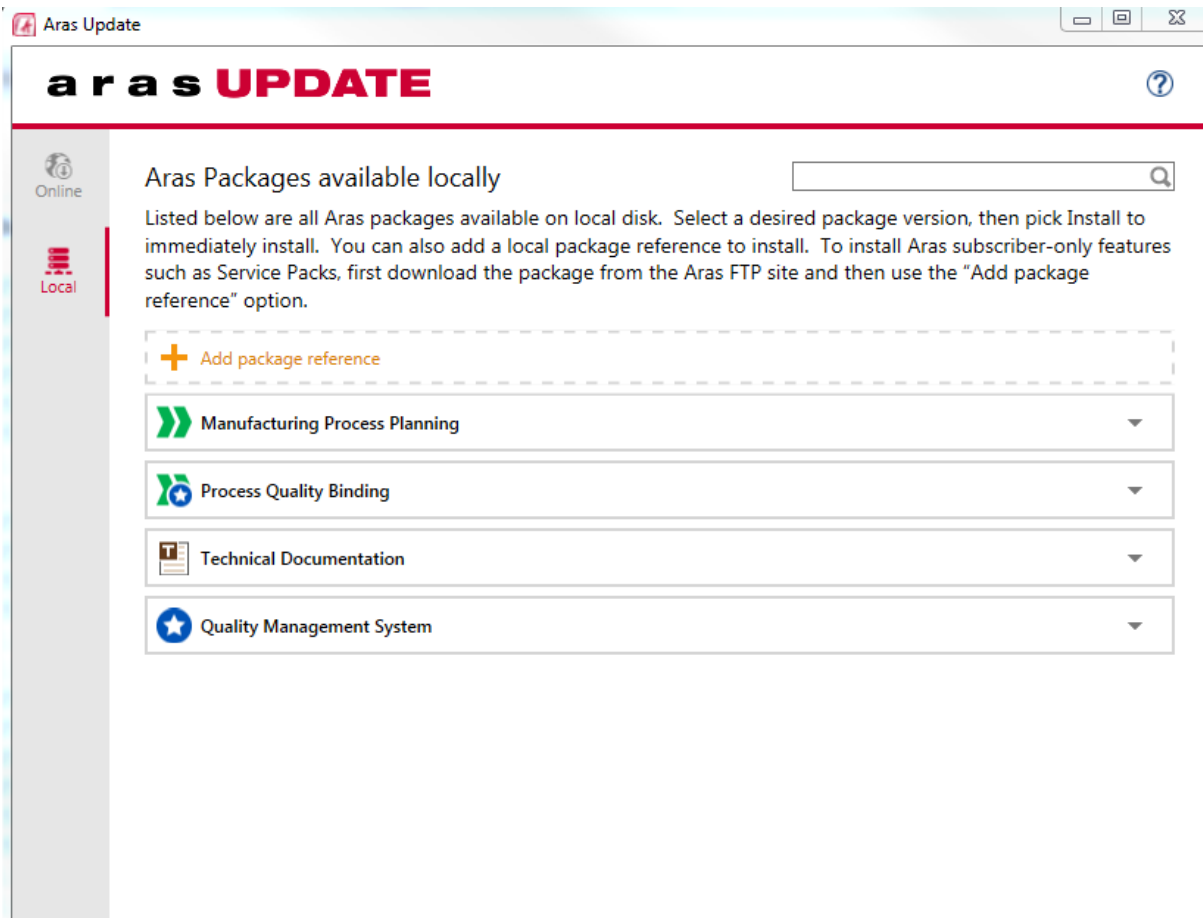 Aras Update
aras UPDATE
?
Online
Local
Aras Packages available locally
Listed below are all Aras packages available on local disk.  Select a desired package version, then pick Install to
immediately install.  You can also add a local package reference to install.  To install Aras subscriber-only features
such as Service Packs, first download the package from the Aras FTP site and then use the “Add package
reference” option.
Add package reference
Manufacturing Process Planning
Process Quality Binding
T
Technical Documentation
Quality Management System